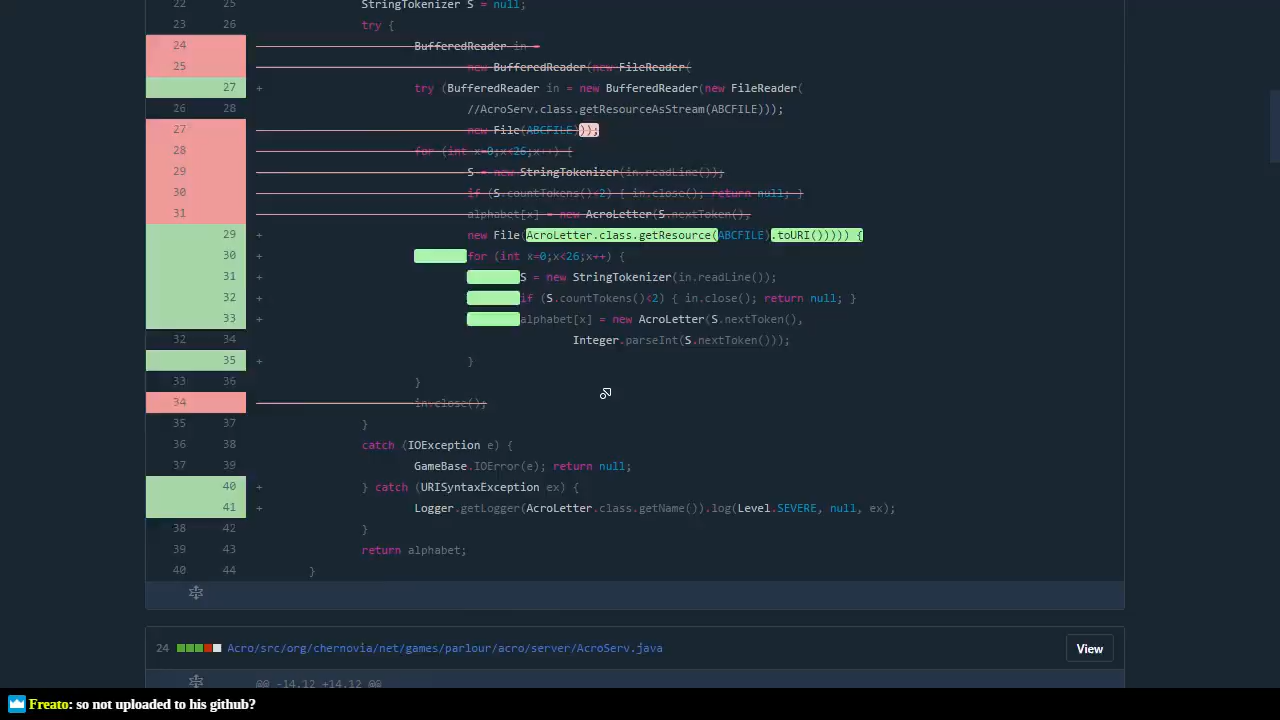 22 25 StringTokenizer S = null;
23 26 try {
24 BufferedReader in =
25 new BufferedReader(new FileReader(
27 + try (BufferedReader in = new BufferedReader(new FileReader(
26 28 //AcroServ.class.getResourceAsStream(ABCFILE)));
27 new File(ABCFILE)));
28 for (int x=0;x<26;x++) {
29 S = new StringTokenizer(in.readLine());
30 if (S.countTokens()<2) { in.close(); return null; }
31 alphabet[x] = new AcroLetter(S.nextToken(),
29 + new File(AcroLetter.class.getResource(ABCFILE).toURI())))) {
30 + for (int x=0;x<26;x++) {
31 + S = new StringTokenizer(in.readLine());
32 + if (S.countTokens()<2) { in.close(); return null; }
33 + alphabet[x] = new AcroLetter(S.nextToken(),
32 34 Integer.parseInt(S.nextToken()));
35 + }
33 36 }
34 in.close();
35 37 }
36 38 catch (IOException e) {
37 39 GameBase.IOError(e); return null;
40 + } catch (URISyntaxException ex) {
41 + Logger.getLogger(AcroLetter.class.getName()).log(Level.SEVERE, null, ex);
38 42 }
39 43 return alphabet;
40 44 }
24 Acro/src/org/chernovia/net/games/parlour/acro/server/AcroServ.java View
@@ -14,12 +14,12 @@
Freato: so not uploaded to his github?